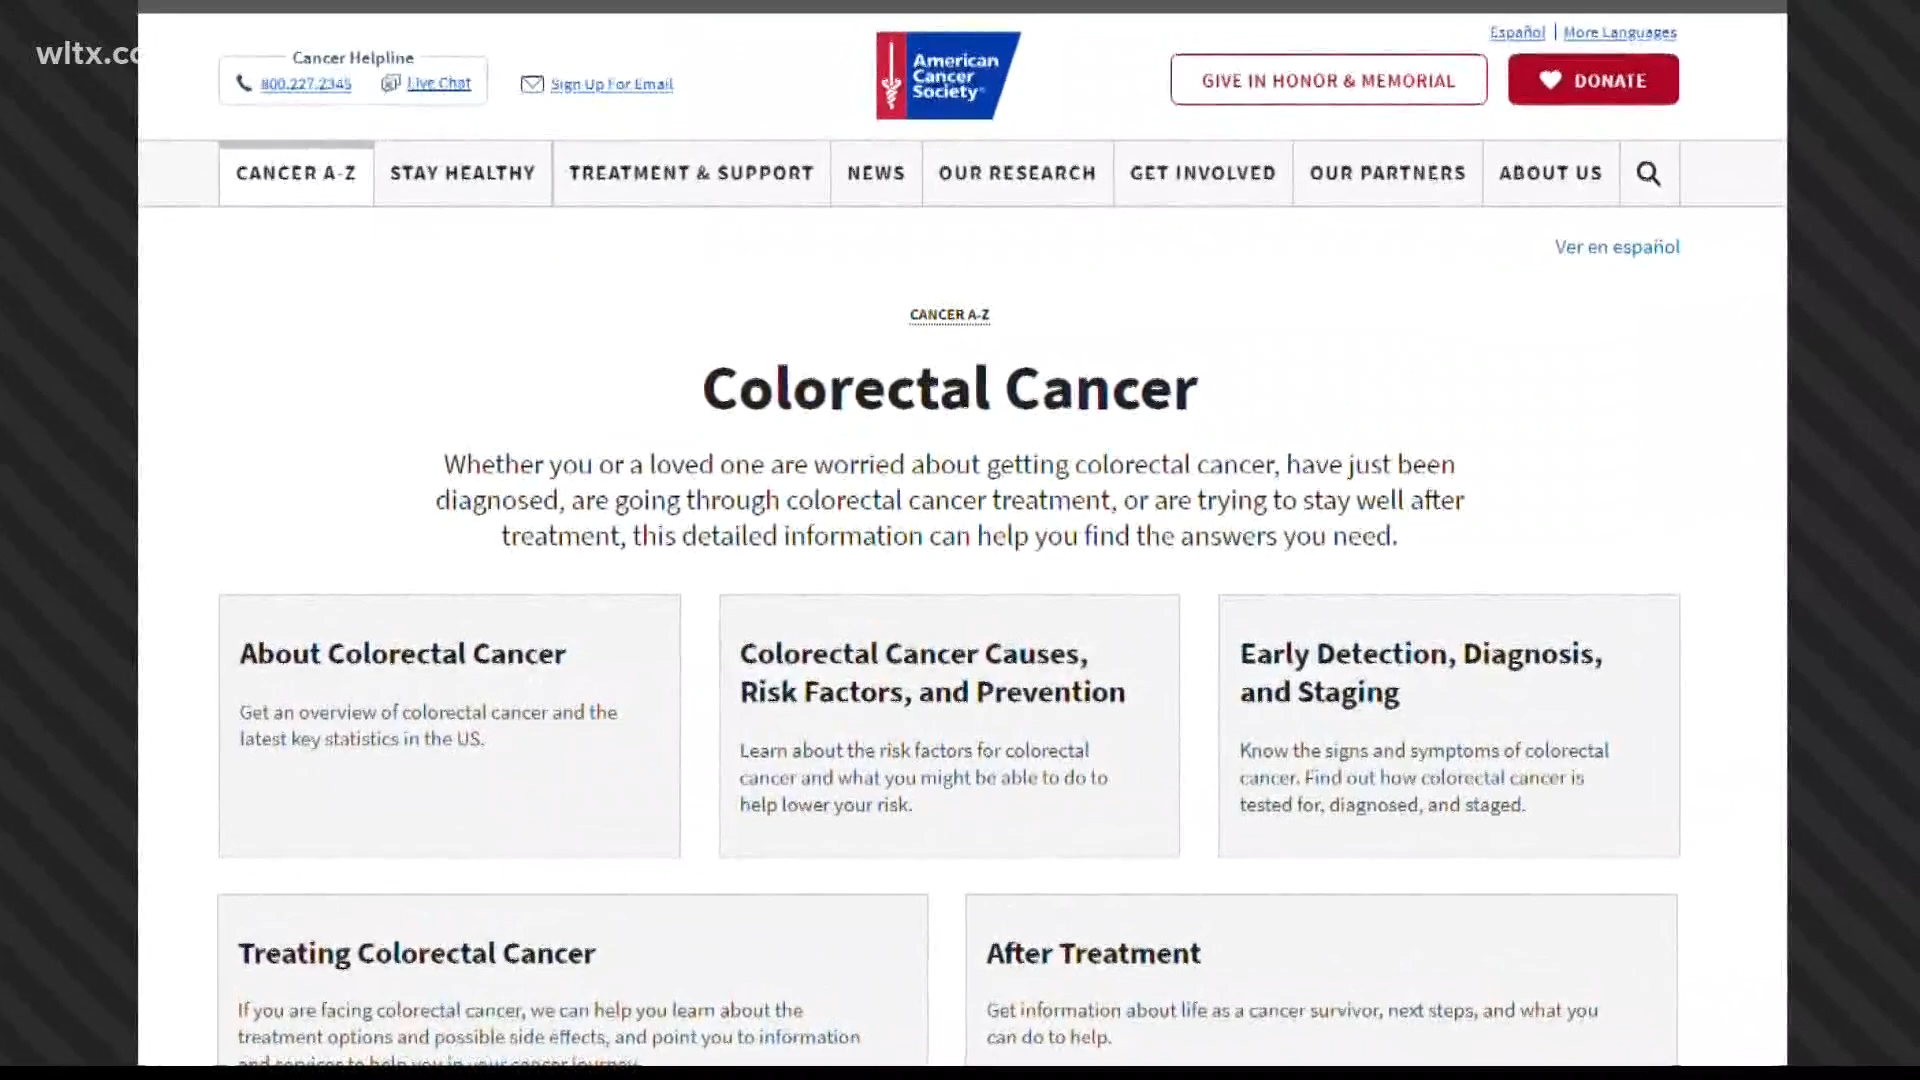 wltx.co
Español | More Languages
Cancer Helpline
800.227.2345
Live Chat
Sign Up For Email
American
Cancer
Society®
GIVE IN HONOR & MEMORIAL
DONATE
CANCER A-Z
STAY HEALTHY
TREATMENT & SUPPORT
NEWS
OUR RESEARCH
GET INVOLVED
OUR PARTNERS
ABOUT US
Ver en español
CANCER A-Z
Colorectal Cancer
Whether you or a loved one are worried about getting colorectal cancer, have just been
diagnosed, are going through colorectal cancer treatment, or are trying to stay well after
treatment, this detailed information can help you find the answers you need.
About Colorectal Cancer
Get an overview of colorectal cancer and the
latest key statistics in the US.
Colorectal Cancer Causes,
Risk Factors, and Prevention
Learn about the risk factors for colorectal
cancer and what you might be able to do to
help lower your risk.
Early Detection, Diagnosis,
and Staging
Know the signs and symptoms of colorectal
cancer. Find out how colorectal cancer is
tested for, diagnosed, and staged.
Treating Colorectal Cancer
If you are facing colorectal cancer, we can help you learn about the
treatment options and possible side effects, and point you to information
and services to help you in your cancer journey.
After Treatment
Get information about life as a cancer survivor, next steps, and what you
can do to help.